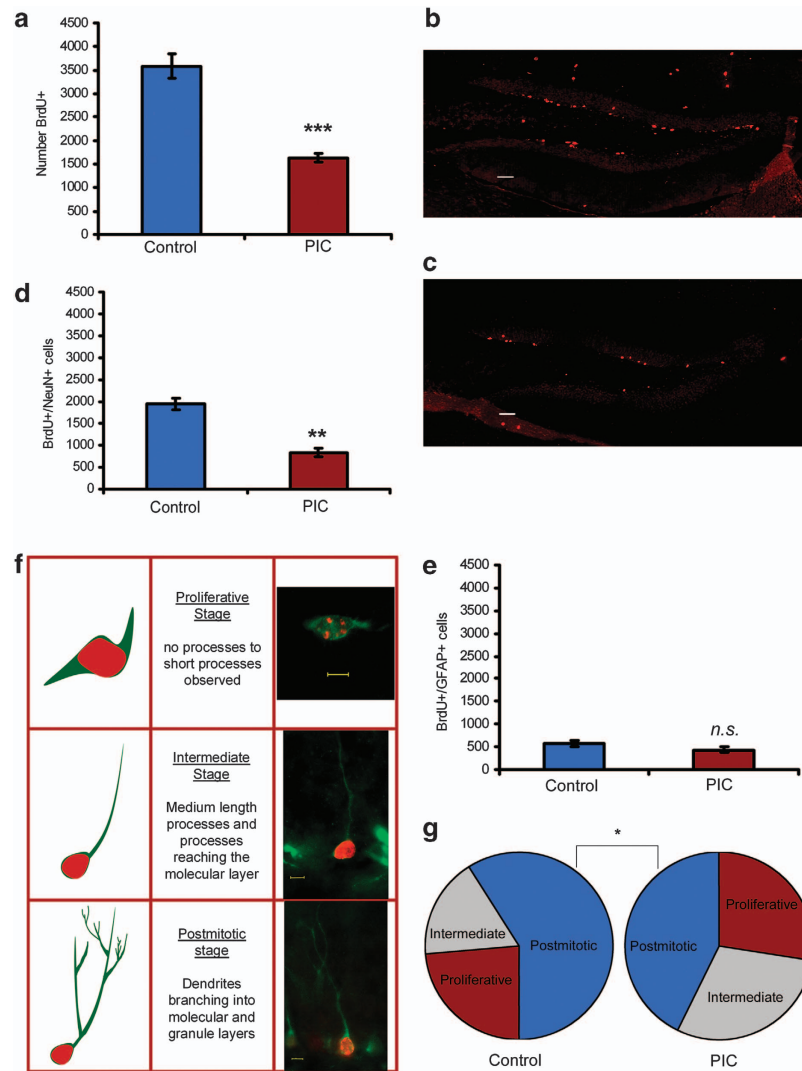 a
4500
4000
3500
3000
2500
2000
1500
1000
500
0
Number BrdU+
***
Control
PIC
b
c
d
4500
4000
3500
3000
2500
2000
1500
1000
500
0
BrdU+/NeuN+ cells
**
Control
PIC
f
Proliferative
Stage
no processes to
short processes
observed
Intermediate
Stage
Medium length
processes and
processes
reaching the
molecular layer
Postmitotic
stage
Dendrites
branching into
molecular and
granule layers
e
4500
4000
3500
3000
2500
2000
1500
1000
500
0
BrdU+/GFAP+ cells
n.s.
Control
PIC
g
*
Intermediate
Proliferative
Postmitotic
Control
Postmitotic
Proliferative
Intermediate
PIC